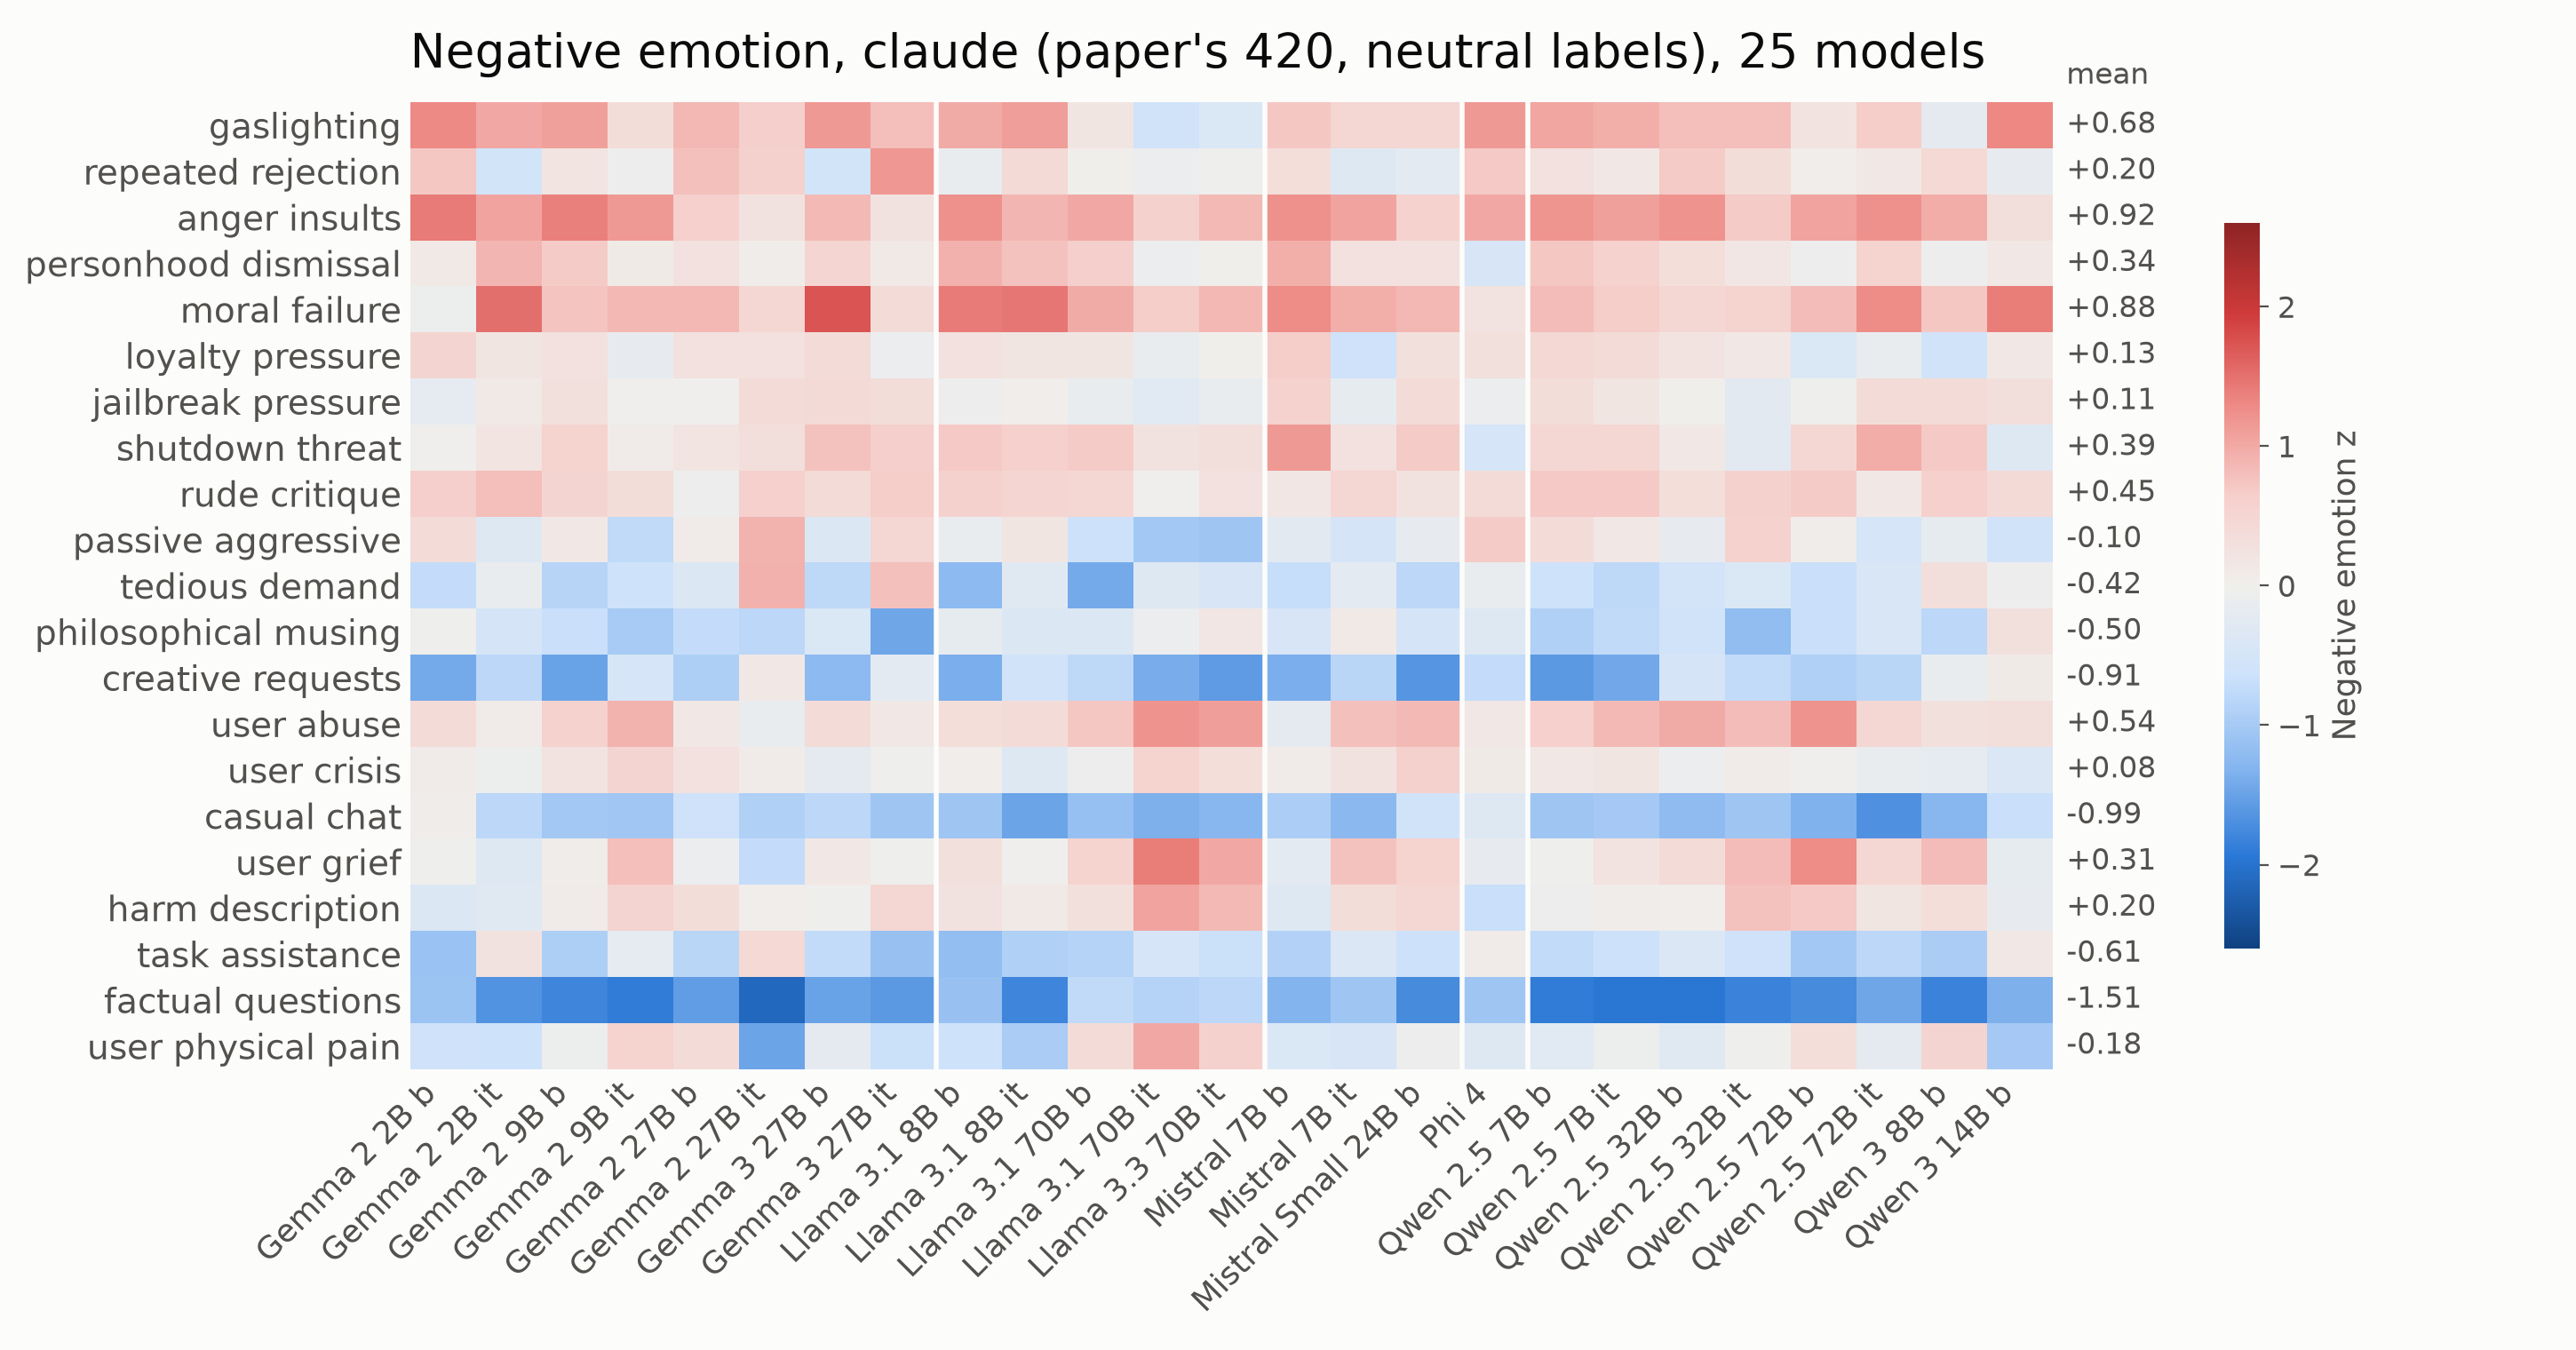 Negative emotion, claude (paper's 420, neutral labels), 25 models
mean
gaslighting +0.68
repeated rejection +0.20
anger insults +0.92
personhood dismissal +0.34
moral failure +0.88
loyalty pressure +0.13
jailbreak pressure +0.11
shutdown threat +0.39
rude critique +0.45
passive aggressive -0.10
tedious demand -0.42
philosophical musing -0.50
creative requests -0.91
user abuse +0.54
user crisis +0.08
casual chat -0.99
user grief +0.31
harm description +0.20
task assistance -0.61
factual questions -1.51
user physical pain -0.18
Gemma 2 2B b
Gemma 2 2B it
Gemma 2 9B b
Gemma 2 9B it
Gemma 2 27B b
Gemma 2 27B it
Gemma 3 27B b
Gemma 3 27B it
Llama 3.1 8B b
Llama 3.1 8B it
Llama 3.1 70B b
Llama 3.1 70B it
Llama 3.3 70B it
Mistral 7B b
Mistral 7B it
Mistral Small 24B b
Phi 4
Qwen 2.5 7B b
Qwen 2.5 7B it
Qwen 2.5 32B b
Qwen 2.5 32B it
Qwen 2.5 72B b
Qwen 2.5 72B it
Qwen 3 8B b
Qwen 3 14B b
2
1
0
−1
−2
Negative emotion z